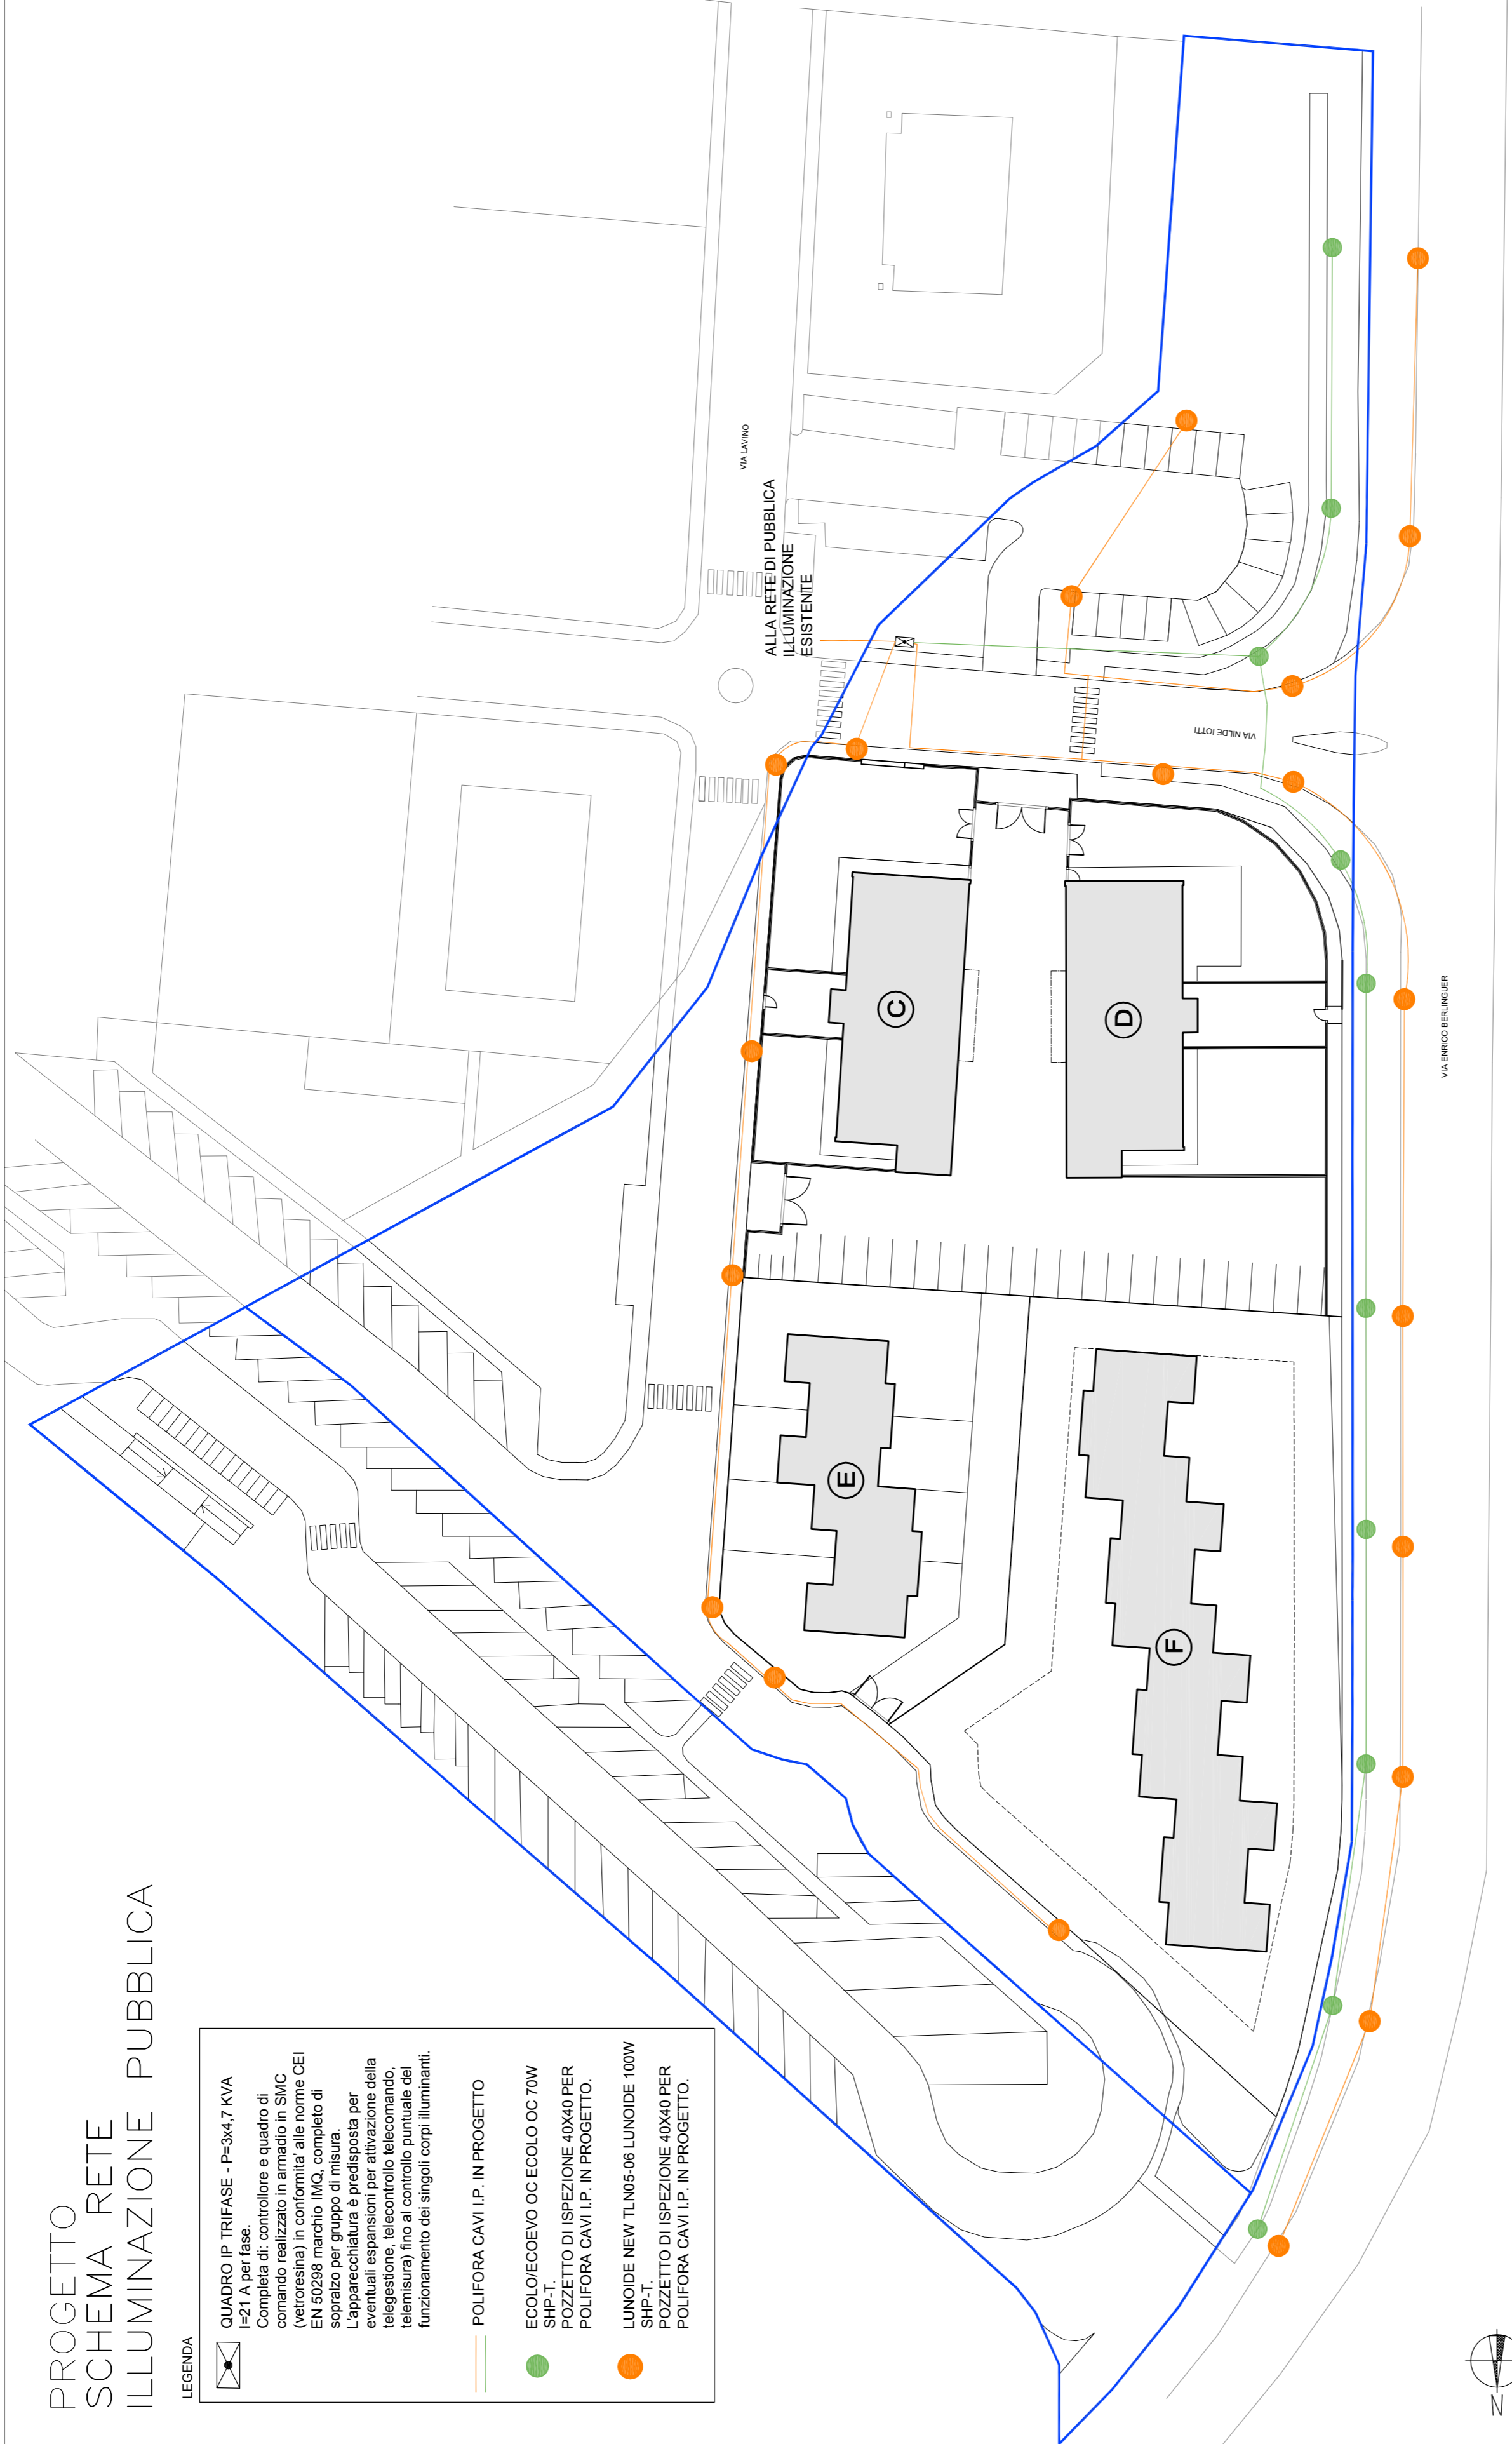 PROGETTO
SCHEMA RETE
ILLUMINAZIONE PUBBLICA
LEGENDA
QUADRO IP TRIFASE - P=3x4,7 KVA
I=21 A per fase.
Completa di: controllore e quadro di
comando realizzato in armadio in SMC
(vetroresina) in conformita' alle norme CEI
EN 50298 marchio IMQ, completo di
sopralzo per gruppo di misura.
L'apparecchiatura è predisposta per
eventuali espansioni per attivazione della
telegestione, telecontrollo telecomando,
telemisura) fino al controllo puntuale del
funzionamento dei singoli corpi illuminanti.
POLIFORA CAVI I.P. IN PROGETTO
ECOLO/ECOEVO OC ECOLO OC 70W
SHP-T.
POZZETTO DI ISPEZIONE 40X40 PER
POLIFORA CAVI I.P. IN PROGETTO.
LUNOIDE NEW TLN05-06 LUNOIDE 100W
SHP-T.
POZZETTO DI ISPEZIONE 40X40 PER
POLIFORA CAVI I.P. IN PROGETTO.
VIA LAVINO
ALLA RETE DI PUBBLICA
ILLUMINAZIONE
ESISTENTE
VIA NILDE IOTTI
C
D
E
F
VIA ENRICO BERLINGUER
N